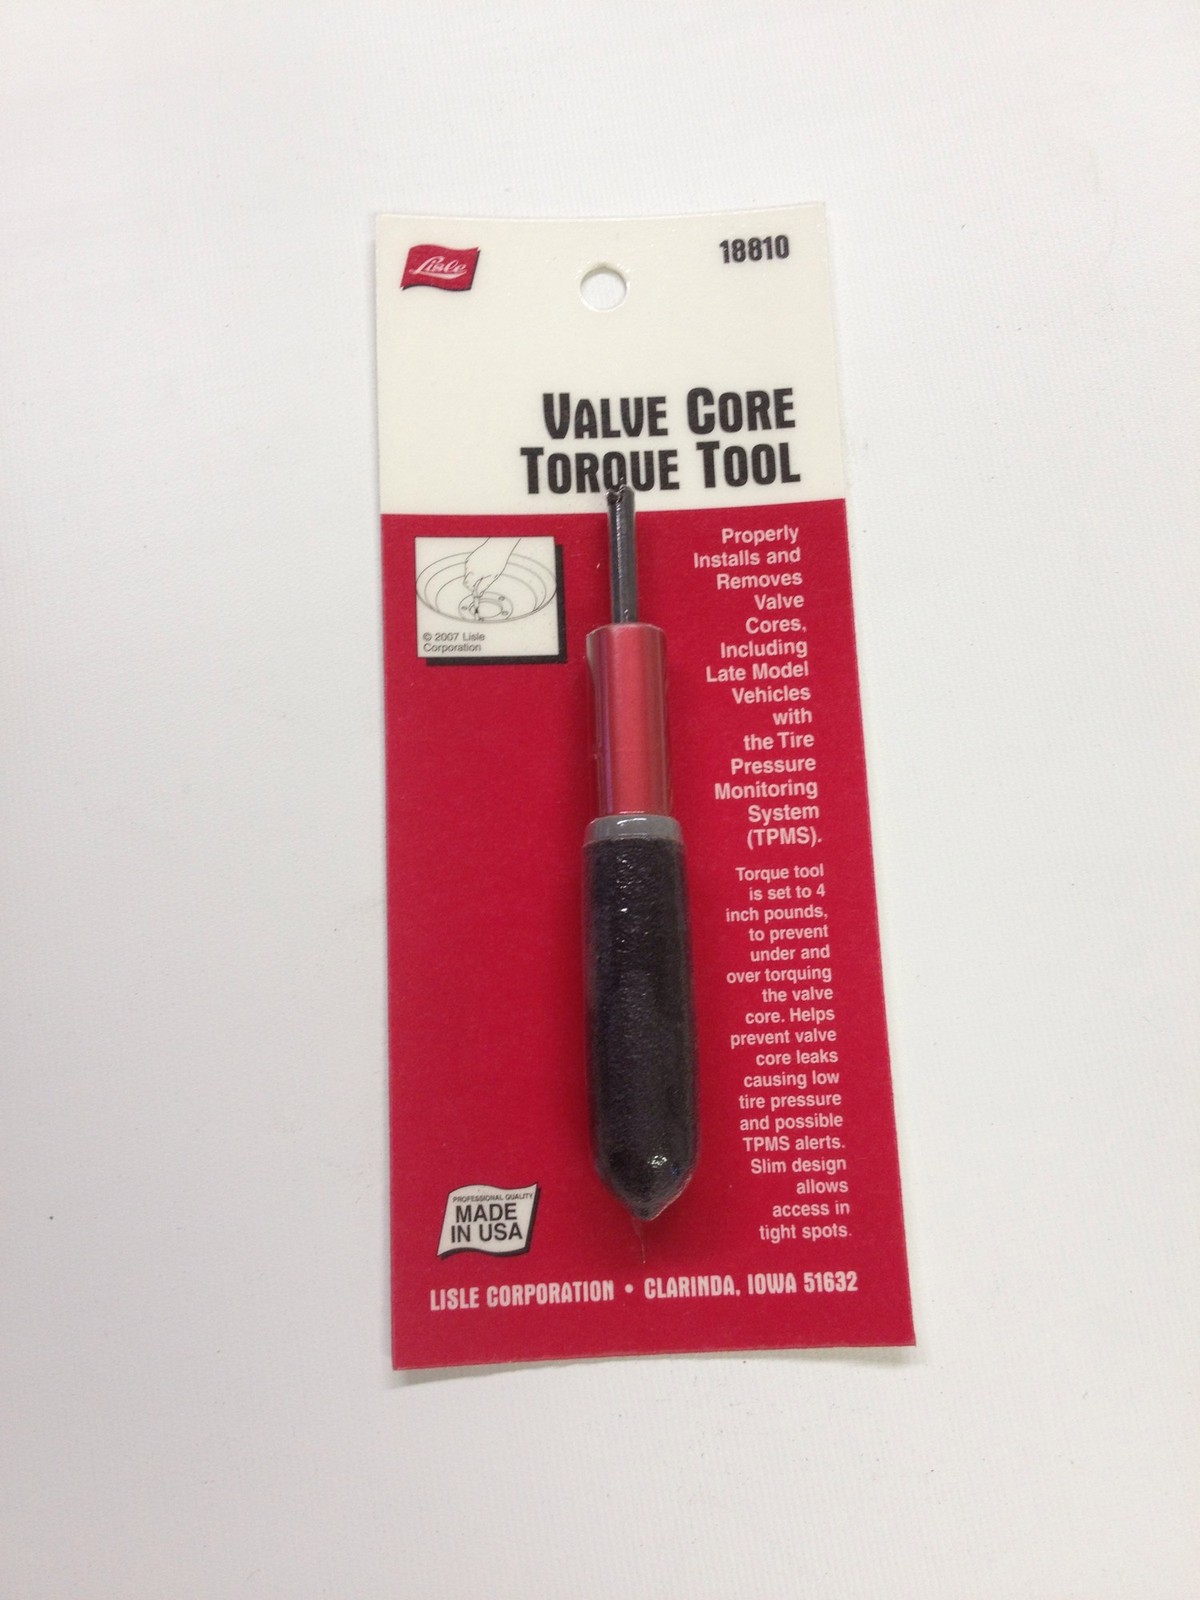 Lisle
18810
VALVE CORE
TORQUE TOOL
© 2007 Lisle
Corporation
Properly
Installs and
Removes
Valve
Cores,
Including
Late Model
Vehicles
with
the Tire
Pressure
Monitoring
System
(TPMS).
Torque tool
is set to 4
inch pounds,
to prevent
under and
over torquing
the valve
core. Helps
prevent valve
core leaks
causing low
tire pressure
and possible
TPMS alerts.
Slim design
allows
access in
tight spots.
PROFESSIONAL QUALITY
MADE
IN USA
LISLE CORPORATION • CLARINDA, IOWA 51632